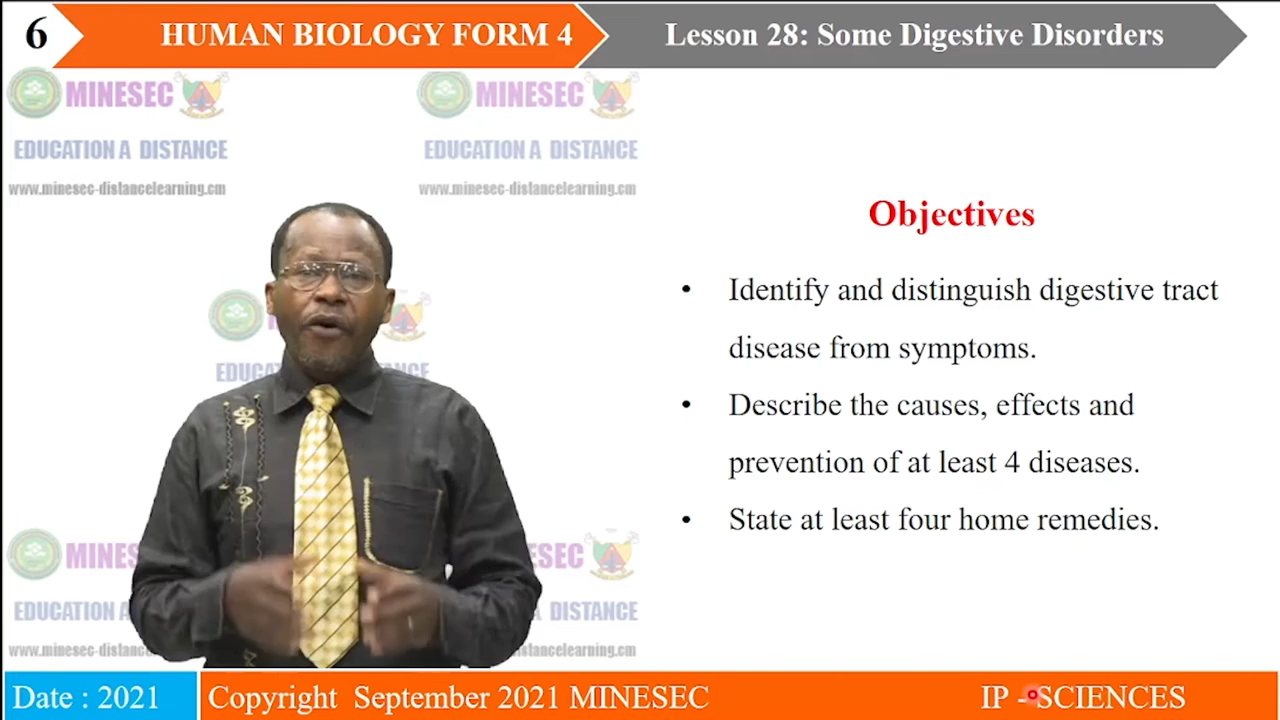 6
HUMAN BIOLOGY FORM 4
Lesson 28: Some Digestive Disorders
MINESEC
MINESEC
EDUCATION A DISTANCE
EDUCATION A DISTANCE
www.minesec-distancelearning.cm
www.minesec-distancelearning.cm
Objectives
• Identify and distinguish digestive tract
disease from symptoms.
• Describe the causes, effects and
prevention of at least 4 diseases.
• State at least four home remedies.
Date : 2021
Copyright September 2021 MINESEC
IP - SCIENCES